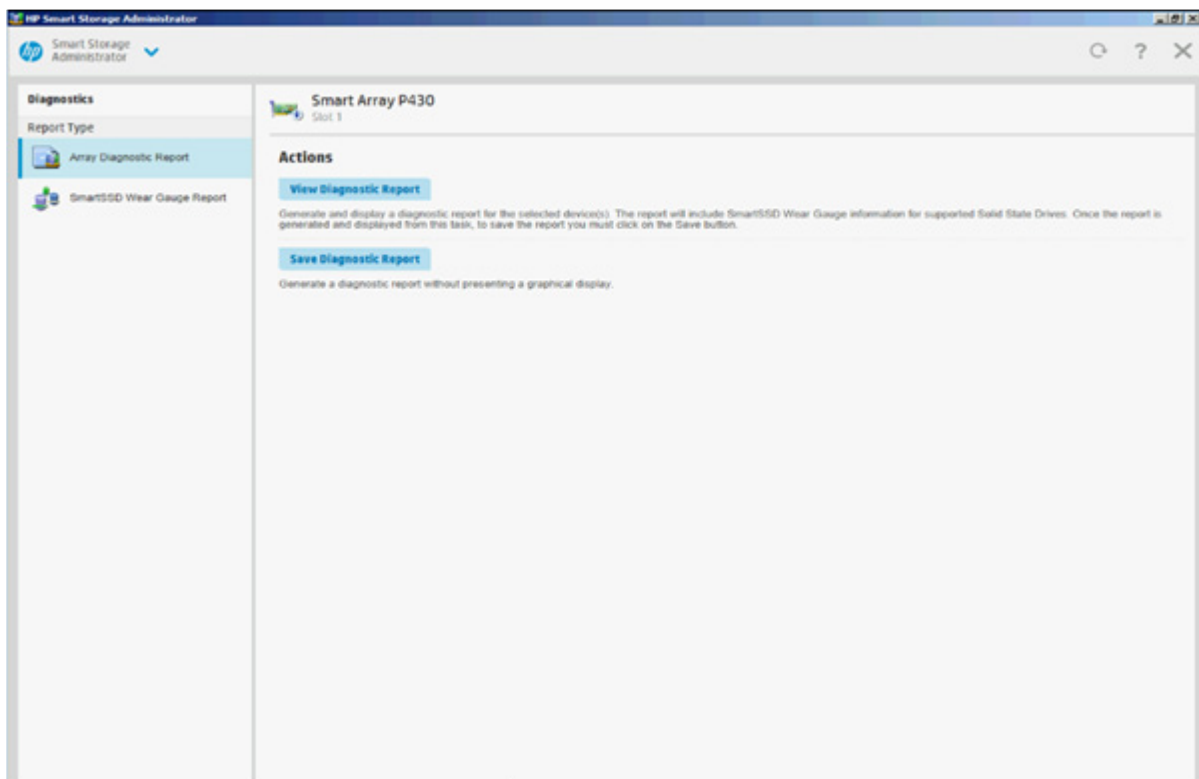 HP Smart Storage Administrator
hp
Smart Storage
Administrator
?
Diagnostics
Report Type
Array Diagnostic Report
SmartSSD Wear Gauge Report
Smart Array P430
Slot 1
Actions
View Diagnostic Report
Generate and display a diagnostic report for the selected device(s). The report will include SmartSSD Wear Gauge information for supported Solid State Drives. Once the report is
generated and displayed from this task, to save the report you must click on the Save button.
Save Diagnostic Report
Generate a diagnostic report without presenting a graphical display.